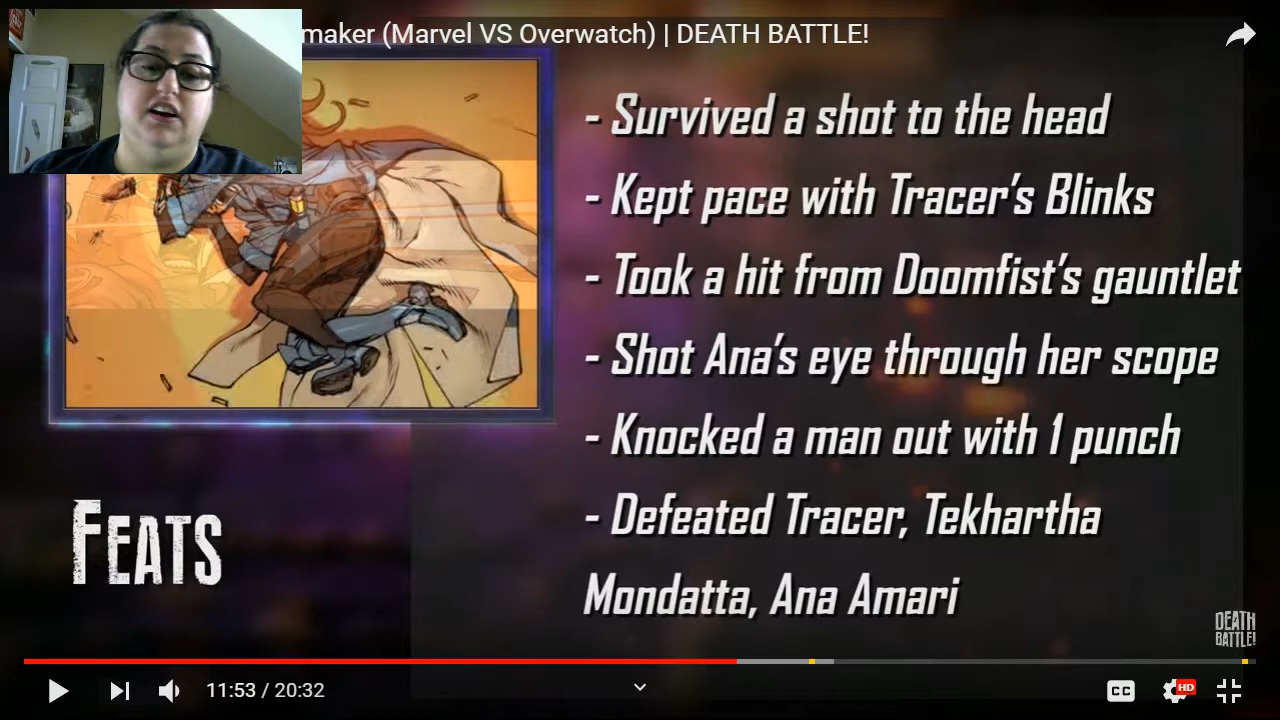 maker (Marvel VS Overwatch) | DEATH BATTLE!
- Survived a shot to the head
- Kept pace with Tracer's Blinks
- Took a hit from Doomfist's gauntlet
- Shot Ana's eye through her scope
- Knocked a man out with 1 punch
- Defeated Tracer, Tekhartha
Mondatta, Ana Amari
FEATS
DEATH
BATTLE!
11:53 / 20:32
CC
HD